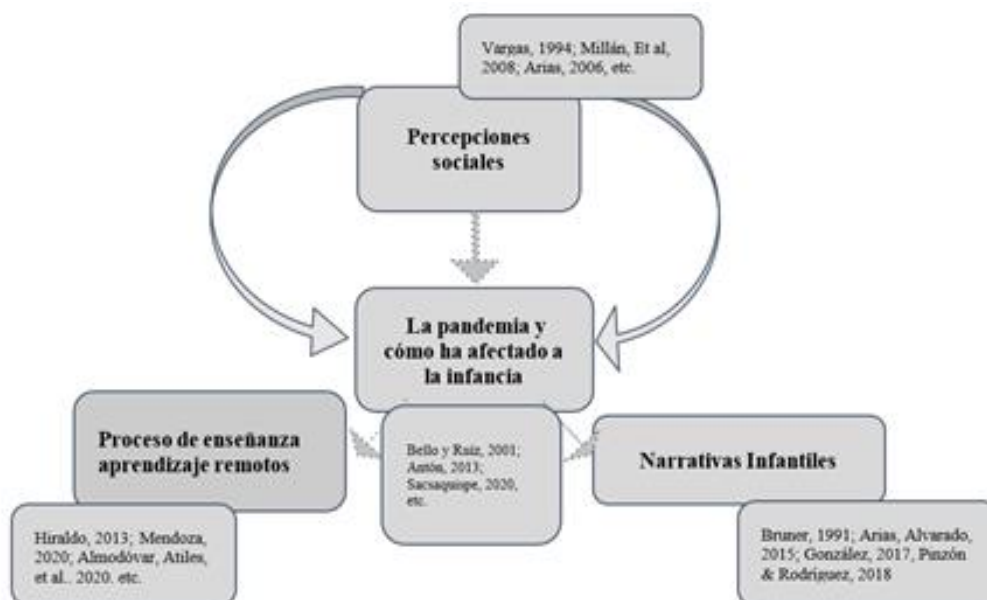 Vargas, 1994; Millán, Et al,
2008; Arias, 2006, etc.
Percepciones
sociales
La pandemia y
cómo ha afectado a
la infancia
Proceso de enseñanza
aprendizaje remotos
Bello y Ruiz, 2001;
Antón, 2013;
Sacsaquispe, 2020,
etc.
Narrativas Infantiles
Hiraldo, 2013; Mendoza,
2020; Almodóvar, Atiles,
et al., 2020. etc.
Bruner, 1991; Arias, Alvarado,
2015; González, 2017, Pinzón
& Rodríguez, 2018